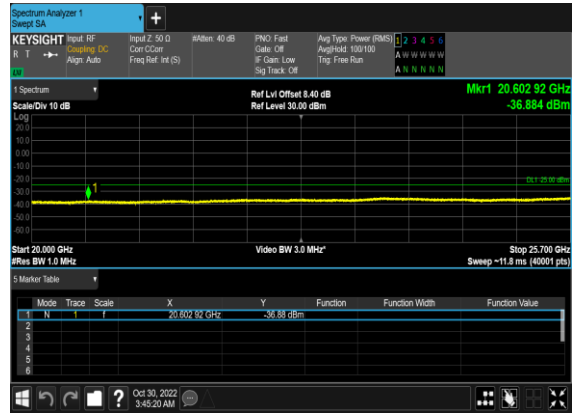 Spectrum Analyzer 1
Swept SA
+
KEYSIGHT Input: RF Input Z: 50 Ω #Atten: 40 dB PNO: Fast Avg Type: Power (RMS) 1 2 3 4 5 6
R T Coupling: DC Corr CCorr Gate: Off Avg|Hold: 100/100 A W W W W W
Align: Auto Freq Ref: Int (S) IF Gain: Low Trig: Free Run
Sig Track: Off A N N N N N
1 Spectrum Ref Lvl Offset 8.40 dB Mkr1 20.602 92 GHz
Scale/Div 10 dB Ref Level 30.00 dBm -36.884 dBm
Log
20.0
10.0
0.00
-10.0
-20.0 DL1 -25.00 dBm
-30.0 1
-40.0
-50.0
-60.0
Start 20.000 GHz Video BW 3.0 MHz* Stop 25.700 GHz
#Res BW 1.0 MHz Sweep ~11.8 ms (40001 pts)
5 Marker Table
Mode Trace Scale X Y Function Function Width Function Value
1 N 1 f 20.602 92 GHz -36.88 dBm
2
3
4
5
6
? Oct 30, 2022
3:45:20 AM